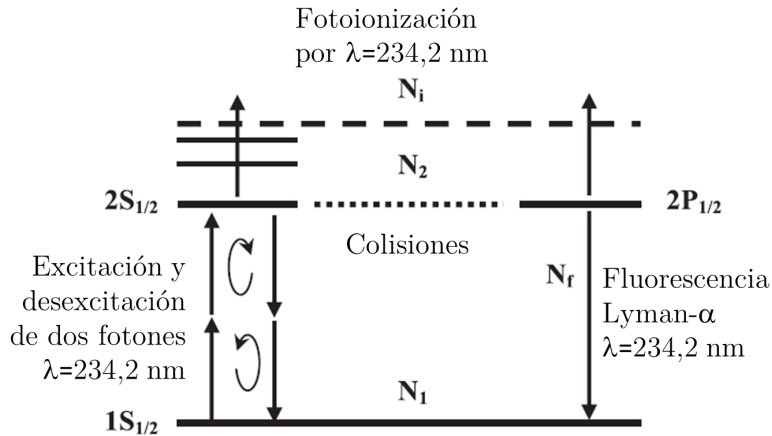 Fotoionización
por λ=234,2 nm
Ni
N2
2S1/2
2P1/2
Colisiones
Excitación y
desexcitación
de dos fotones
λ=234,2 nm
Nf
Fluorescencia
Lyman-α
λ=234,2 nm
N1
1S1/2